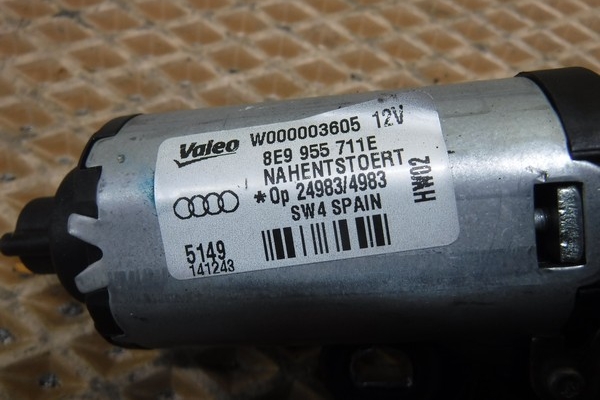 Valeo W000003605 12V
8E9 955 711E
NAHENTSTOERT
*Op 24983/4983
SW4 SPAIN
HW02
5149
141243